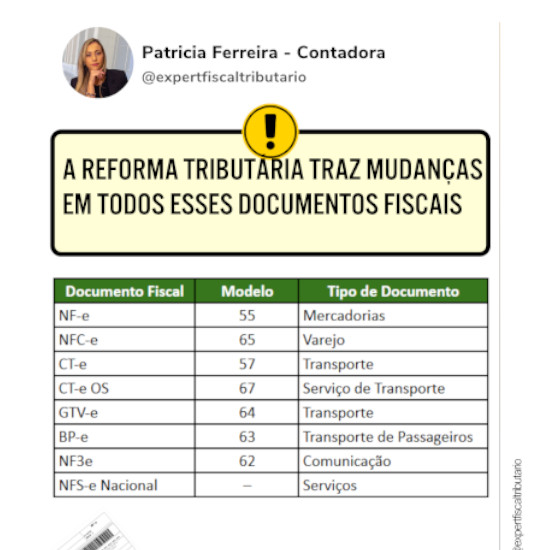 Patricia Ferreira - Contadora
@expertfiscaltributario
A REFORMA TRIBUTÁRIA TRAZ MUDANÇAS
EM TODOS ESSES DOCUMENTOS FISCAIS
Documento Fiscal Modelo Tipo de Documento
NF-e 55 Mercadorias
NFC-e 65 Varejo
CT-e 57 Transporte
CT-e OS 67 Serviço de Transporte
GTV-e 64 Transporte
BP-e 63 Transporte de Passageiros
NF3e 62 Comunicação
NFS-e Nacional – Serviços
@expertfiscaltributario